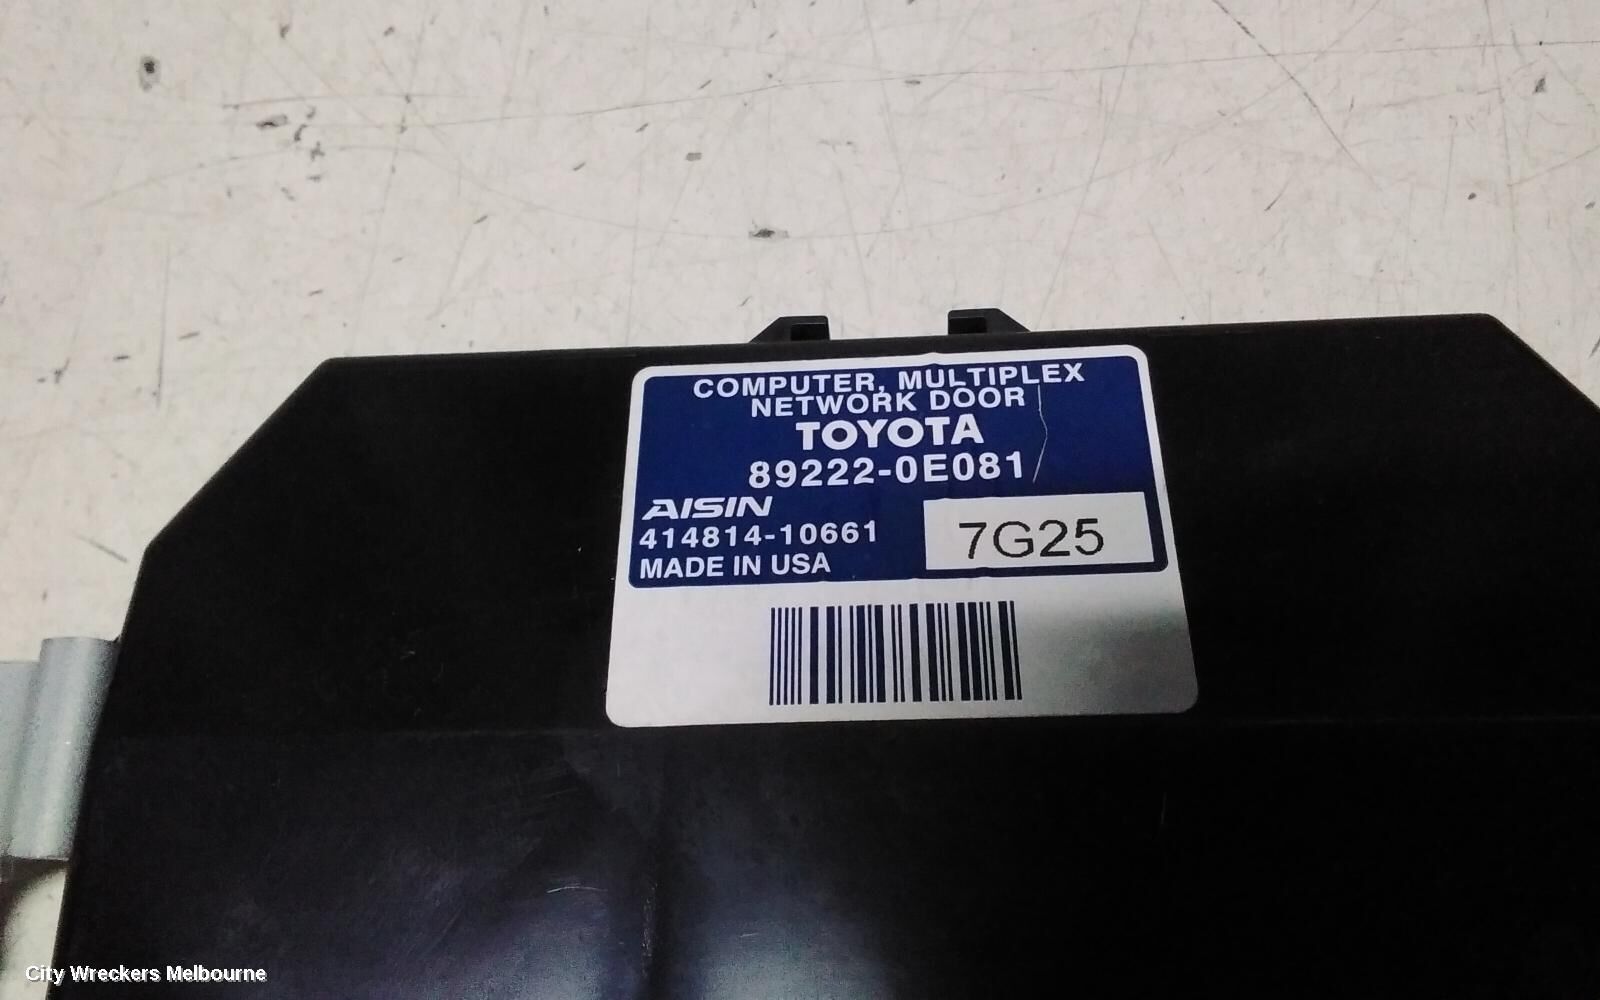 COMPUTER, MULTIPLEX
NETWORK DOOR
TOYOTA
89222-0E081
AISIN
414814-10661
7G25
MADE IN USA
City Wreckers Melbourne